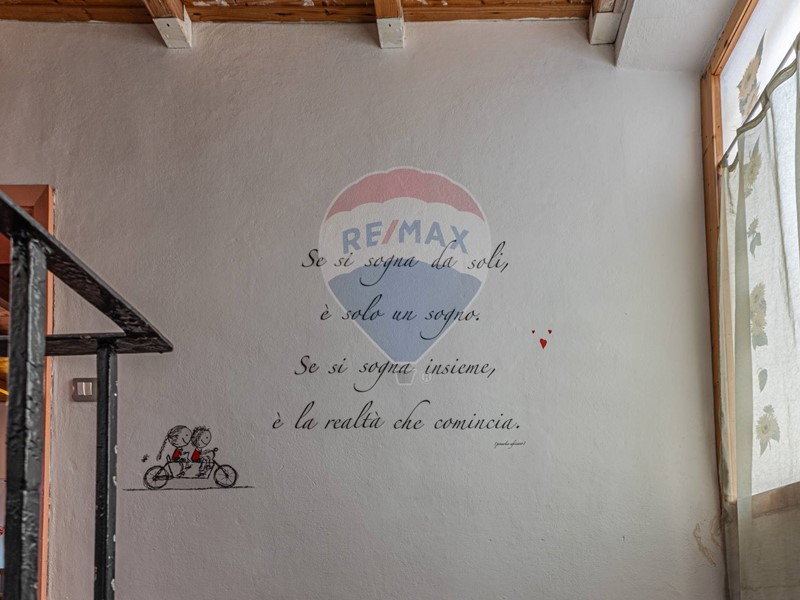 RE/MAX
Se si sogna da soli,
è solo un sogno.
Se si sogna insieme,
è la realtà che comincia.